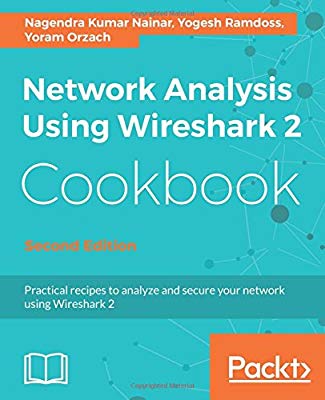 Nagendra Kumar Nainar, Yogesh Ramdoss,
Yoram Orzach
Network Analysis
Using Wireshark 2
Cookbook
Second Edition
Practical recipes to analyze and secure your network
using Wireshark 2
Packt>